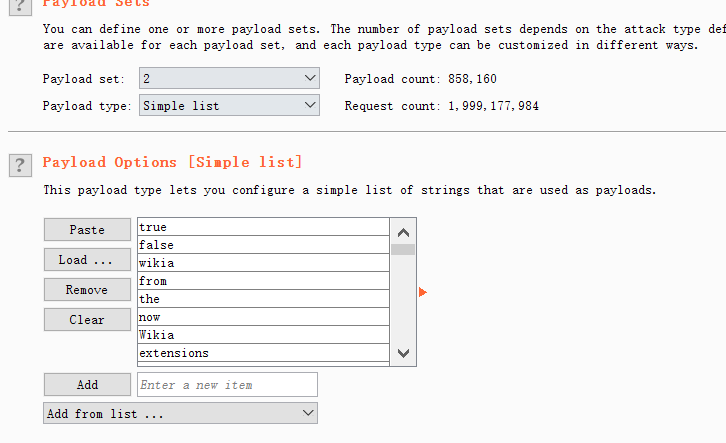 ? Payload Sets
You can define one or more payload sets. The number of payload sets depends on the attack type def
are available for each payload set, and each payload type can be customized in different ways.
Payload set: 2 Payload count: 858,160
Payload type: Simple list Request count: 1,999,177,984
? Payload Options [Simple list]
This payload type lets you configure a simple list of strings that are used as payloads.
Paste
Load ...
Remove
Clear
true
false
wikia
from
the
now
Wikia
extensions
Add Enter a new item
Add from list ...